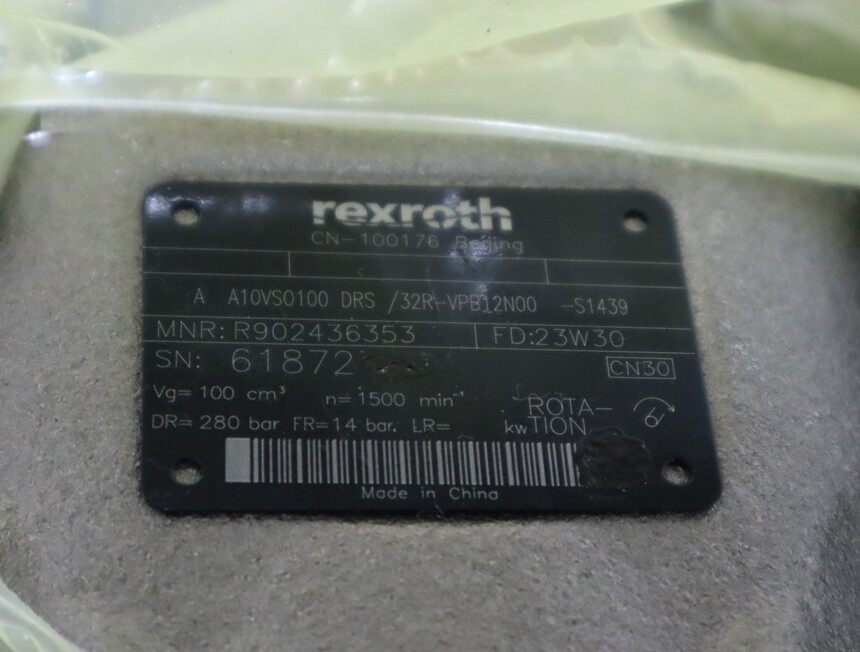 rexroth
CN-100176 Beijing
A A10VSO100 DRS /32R-VPB12N00 -S1439
MNR: R902436353 FD: 23W30
SN: 61872 CN30
Vg= 100 cm³ n= 1500 min⁻¹ ROTA-
DR= 280 bar FR= 14 bar. LR= kw TION
Made in China